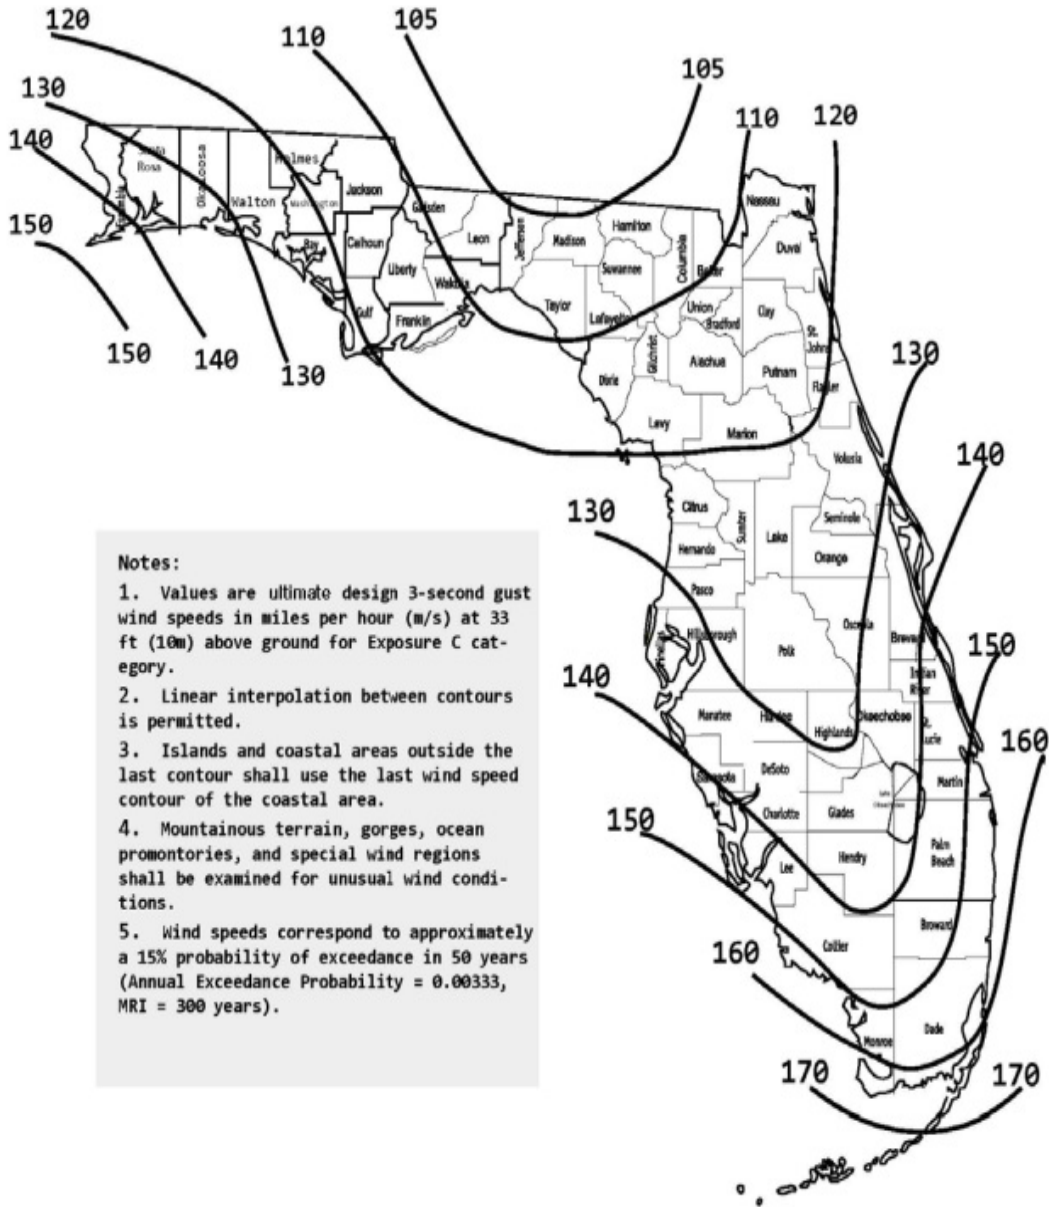 120
105
110
105
130
110
120
140
150
150
140
130
Santa
Rosa
Okaloosa
Holmes
Walton
Washington
Jackson
Gadsden
Bay
Calhoun
Leon
Jefferson
Madison
Hamilton
Columbia
Baker
Nassau
Duval
Liberty
Wakulla
Suwannee
Gulf
Franklin
Taylor
Lafayette
Union
Bradford
Clay
St.
Johns
Gilchrist
Alachua
Putnam
Flagler
Dixie
Levy
Marion
130
Volusia
140
130
Citrus
Sumter
Lake
Seminole
Hernando
Orange
Pasco
Hillsborough
Pinellas
Polk
Osceola
Brevard
150
Indian
River
140
Manatee
Hardee
Highlands
Okeechobee
St.
Lucie
160
Sarasota
DeSoto
Martin
150
Charlotte
Glades
Lee
Hendry
Palm
Beach
Collier
Broward
160
Monroe
Dade
170
170
Notes:
1. Values are ultimate design 3-second gust
wind speeds in miles per hour (m/s) at 33
ft (10m) above ground for Exposure C cat-
egory.
2. Linear interpolation between contours
is permitted.
3. Islands and coastal areas outside the
last contour shall use the last wind speed
contour of the coastal area.
4. Mountainous terrain, gorges, ocean
promontories, and special wind regions
shall be examined for unusual wind condi-
tions.
5. Wind speeds correspond to approximately
a 15% probability of exceedance in 50 years
(Annual Exceedance Probability = 0.00333,
MRI = 300 years).